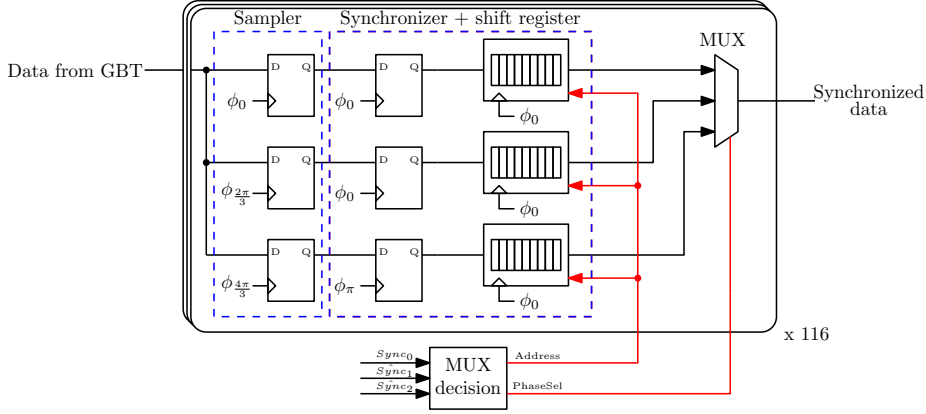 Sampler
Synchronizer + shift register
MUX
Data from GBT
D Q
D Q
ϕ0
ϕ0
ϕ0
Synchronized
data
D Q
D Q
ϕ2π/3
ϕ0
ϕ0
D Q
D Q
ϕ4π/3
ϕπ
ϕ0
x 116
Sync0
Sync1
Sync2
MUX
decision
Address
PhaseSel